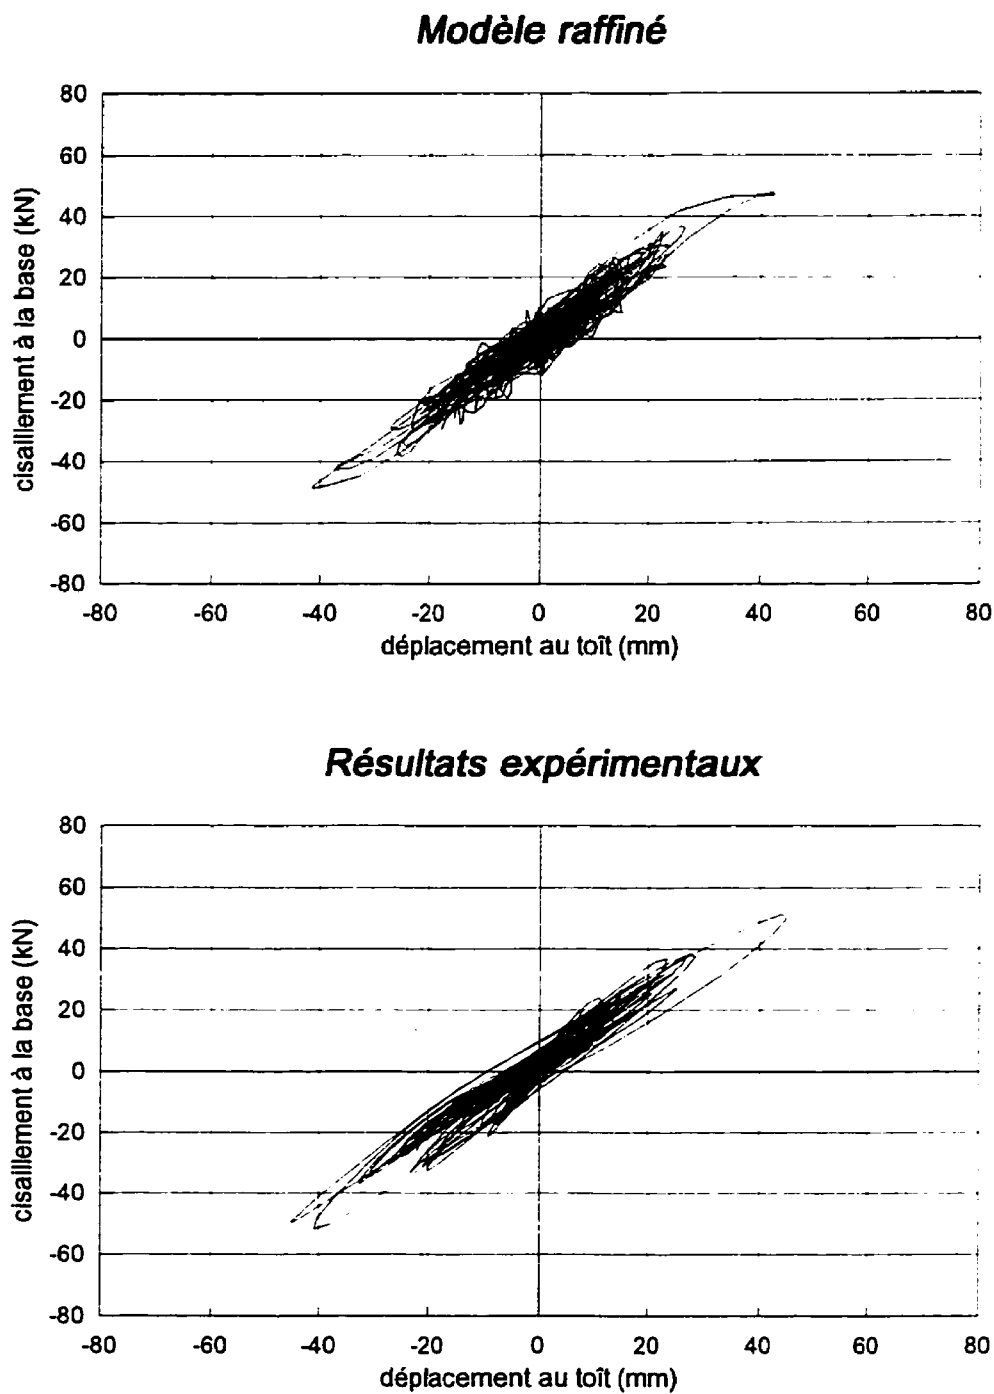 Modèle raffiné
80
60
40
20
0
-20
-40
-60
-80
cisaillement à la base (kN)
-80 -60 -40 -20 0 20 40 60 80
déplacement au toît (mm)
Résultats expérimentaux
80
60
40
20
0
-20
-40
-60
-80
cisaillement à la base (kN)
-80 -60 -40 -20 0 20 40 60 80
déplacement au toît (mm)